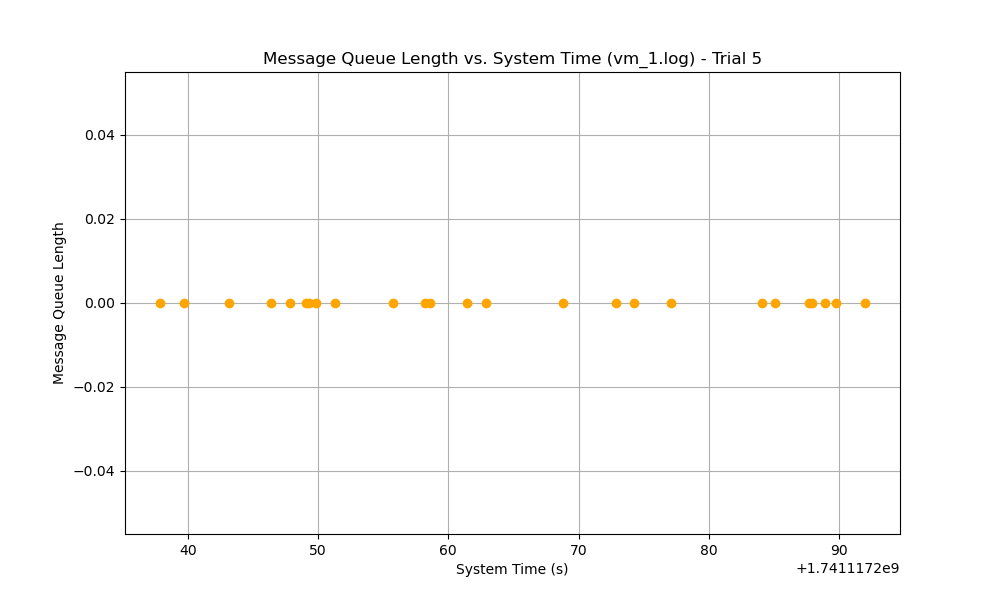 Message Queue Length vs. System Time (vm_1.log) - Trial 5
Message Queue Length
0.04
0.02
0.00
−0.02
−0.04
40 50 60 70 80 90
System Time (s)
+1.7411172e9